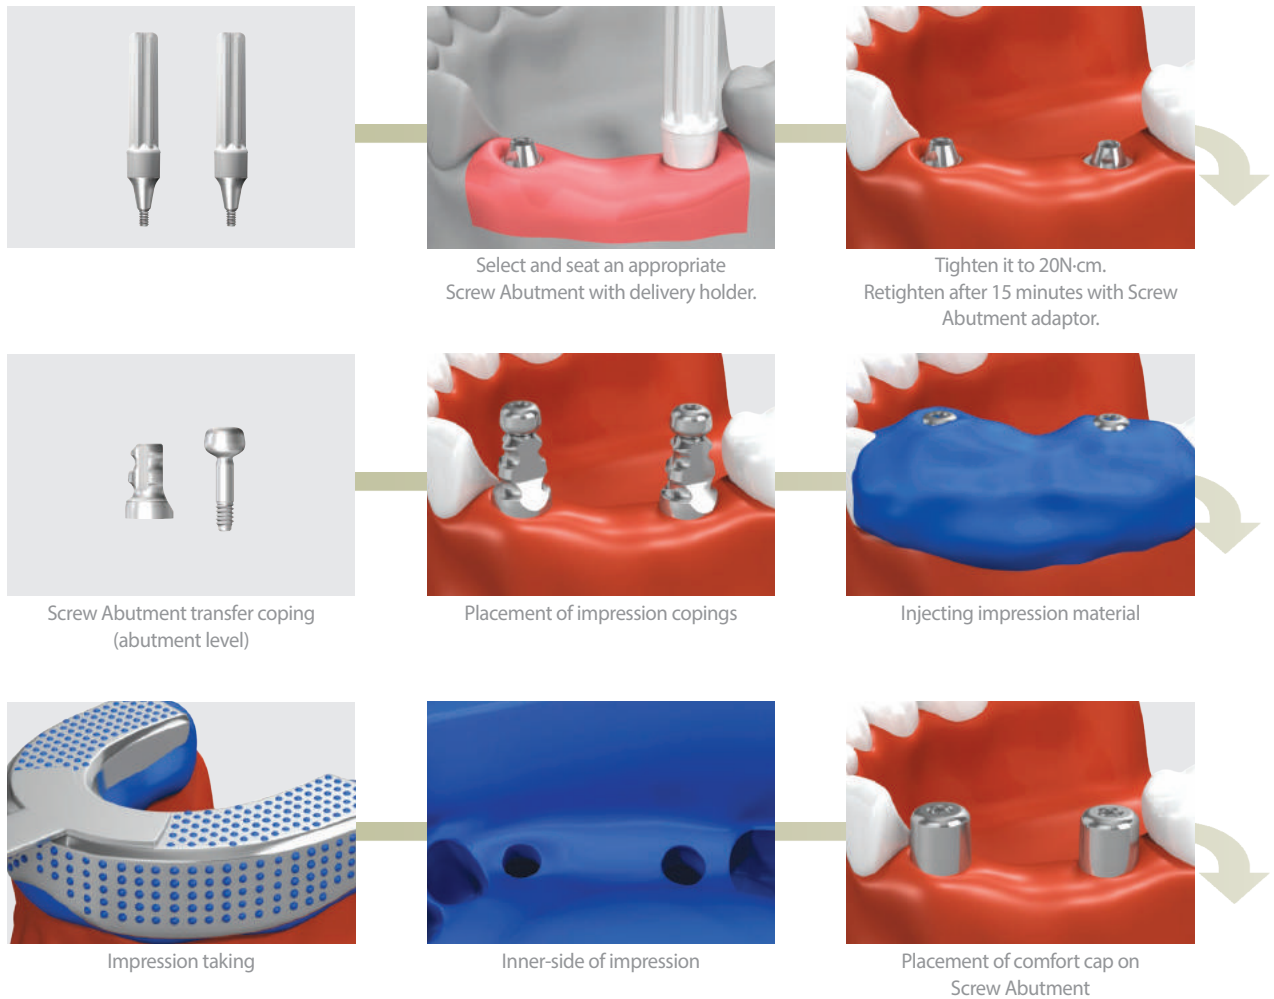 Select and seat an appropriate
Screw Abutment with delivery holder.
Tighten it to 20N·cm.
Retighten after 15 minutes with Screw
Abutment adaptor.
Screw Abutment transfer coping
(abutment level)
Placement of impression copings
Injecting impression material
Impression taking
Inner-side of impression
Placement of comfort cap on
Screw Abutment